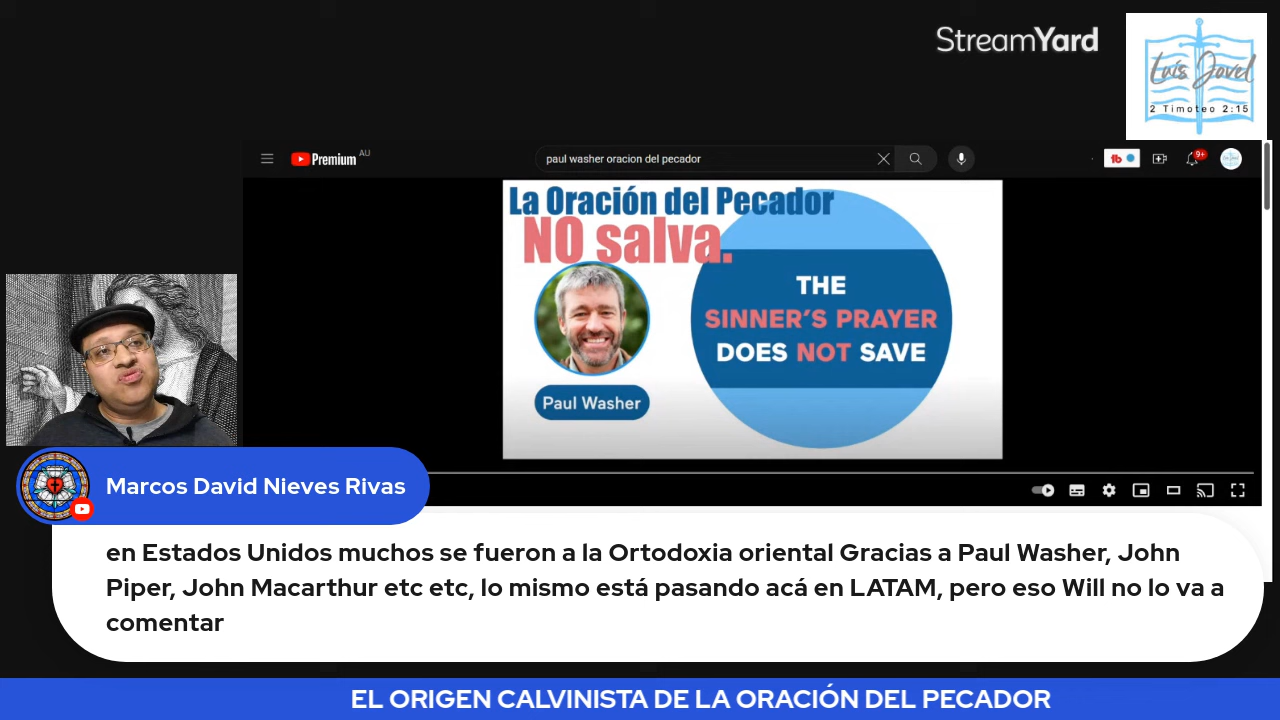 StreamYard
Luis Jovel
2 Timoteo 2:15
Premium AU
paul washer oracion del pecador
9+
La Oración del Pecador
NO salva.
THE
SINNER'S PRAYER
DOES NOT SAVE
Paul Washer
Marcos David Nieves Rivas
en Estados Unidos muchos se fueron a la Ortodoxia oriental Gracias a Paul Washer, John
Piper, John Macarthur etc etc, lo mismo está pasando acá en LATAM, pero eso Will no lo va a
comentar
EL ORIGEN CALVINISTA DE LA ORACIÓN DEL PECADOR